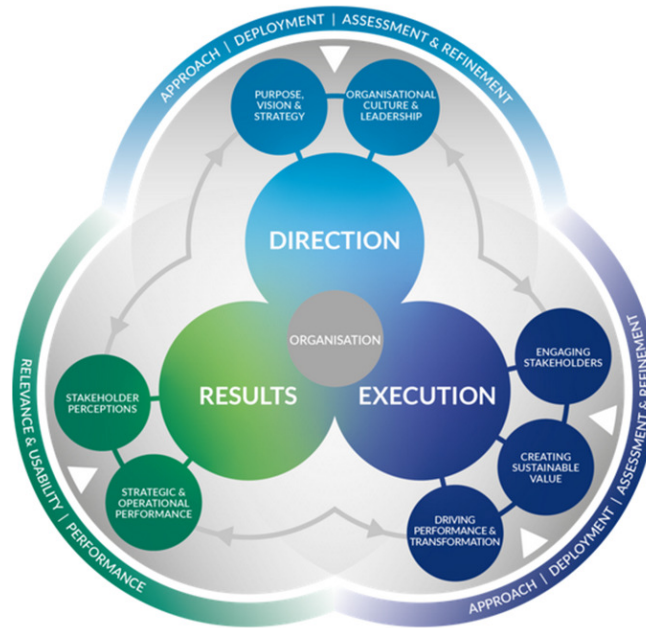 APPROACH | DEPLOYMENT | ASSESSMENT & REFINEMENT
PURPOSE,
VISION &
STRATEGY
ORGANISATIONAL
CULTURE &
LEADERSHIP
DIRECTION
ORGANISATION
RESULTS
EXECUTION
STAKEHOLDER
PERCEPTIONS
STRATEGIC &
OPERATIONAL
PERFORMANCE
ENGAGING
STAKEHOLDERS
CREATING
SUSTAINABLE
VALUE
DRIVING
PERFORMANCE &
TRANSFORMATION
RELEVANCE & USABILITY | PERFORMANCE
APPROACH | DEPLOYMENT | ASSESSMENT & REFINEMENT